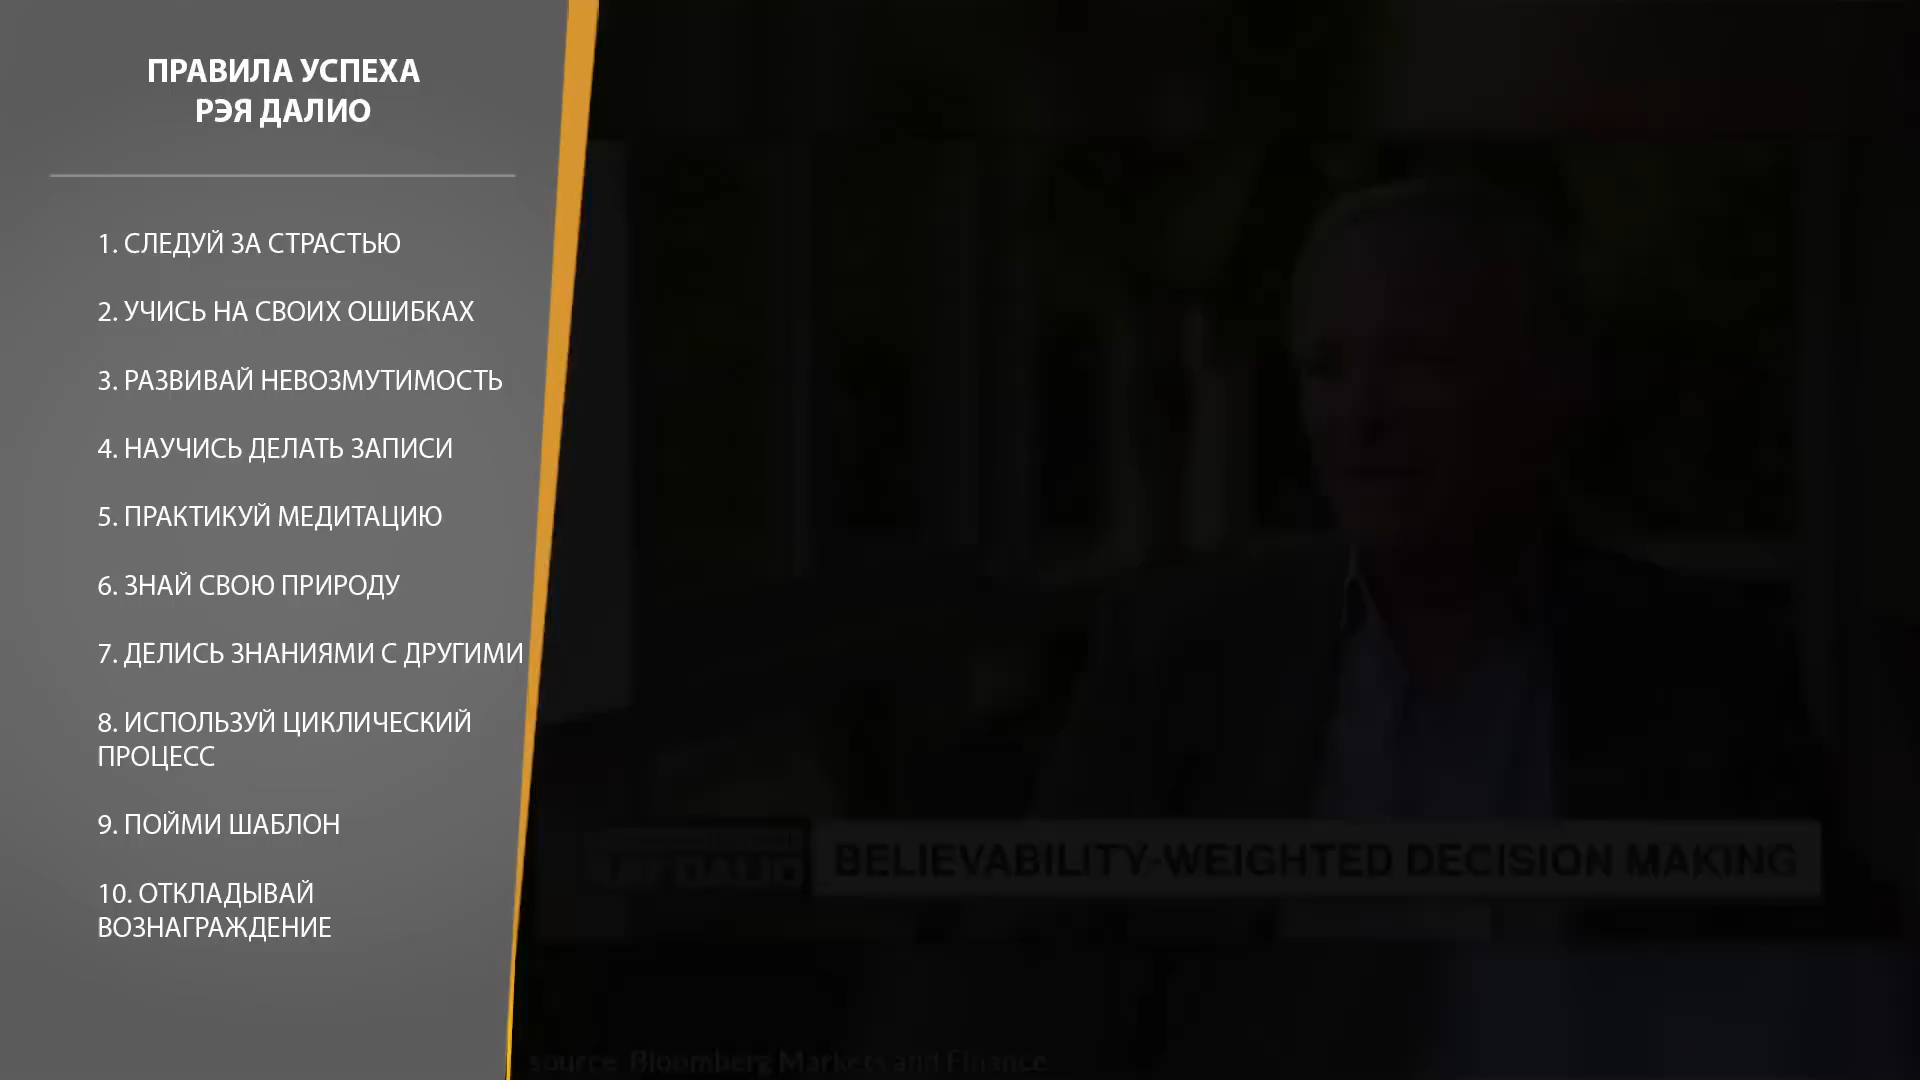 ПРАВИЛА УСПЕХА
РЭЯ ДАЛИО
1. СЛЕДУЙ ЗА СТРАСТЬЮ
2. УЧИСЬ НА СВОИХ ОШИБКАХ
3. РАЗВИВАЙ НЕВОЗМУТИМОСТЬ
4. НАУЧИСЬ ДЕЛАТЬ ЗАПИСИ
5. ПРАКТИКУЙ МЕДИТАЦИЮ
6. ЗНАЙ СВОЮ ПРИРОДУ
7. ДЕЛИСЬ ЗНАНИЯМИ С ДРУГИМИ
8. ИСПОЛЬЗУЙ ЦИКЛИЧЕСКИЙ
ПРОЦЕСС
9. ПОЙМИ ШАБЛОН
10. ОТКЛАДЫВАЙ
ВОЗНАГРАЖДЕНИЕ
RAY DALIO
BELIEVABILITY-WEIGHTED DECISION MAKING
source: Bloomberg Markets and Finance